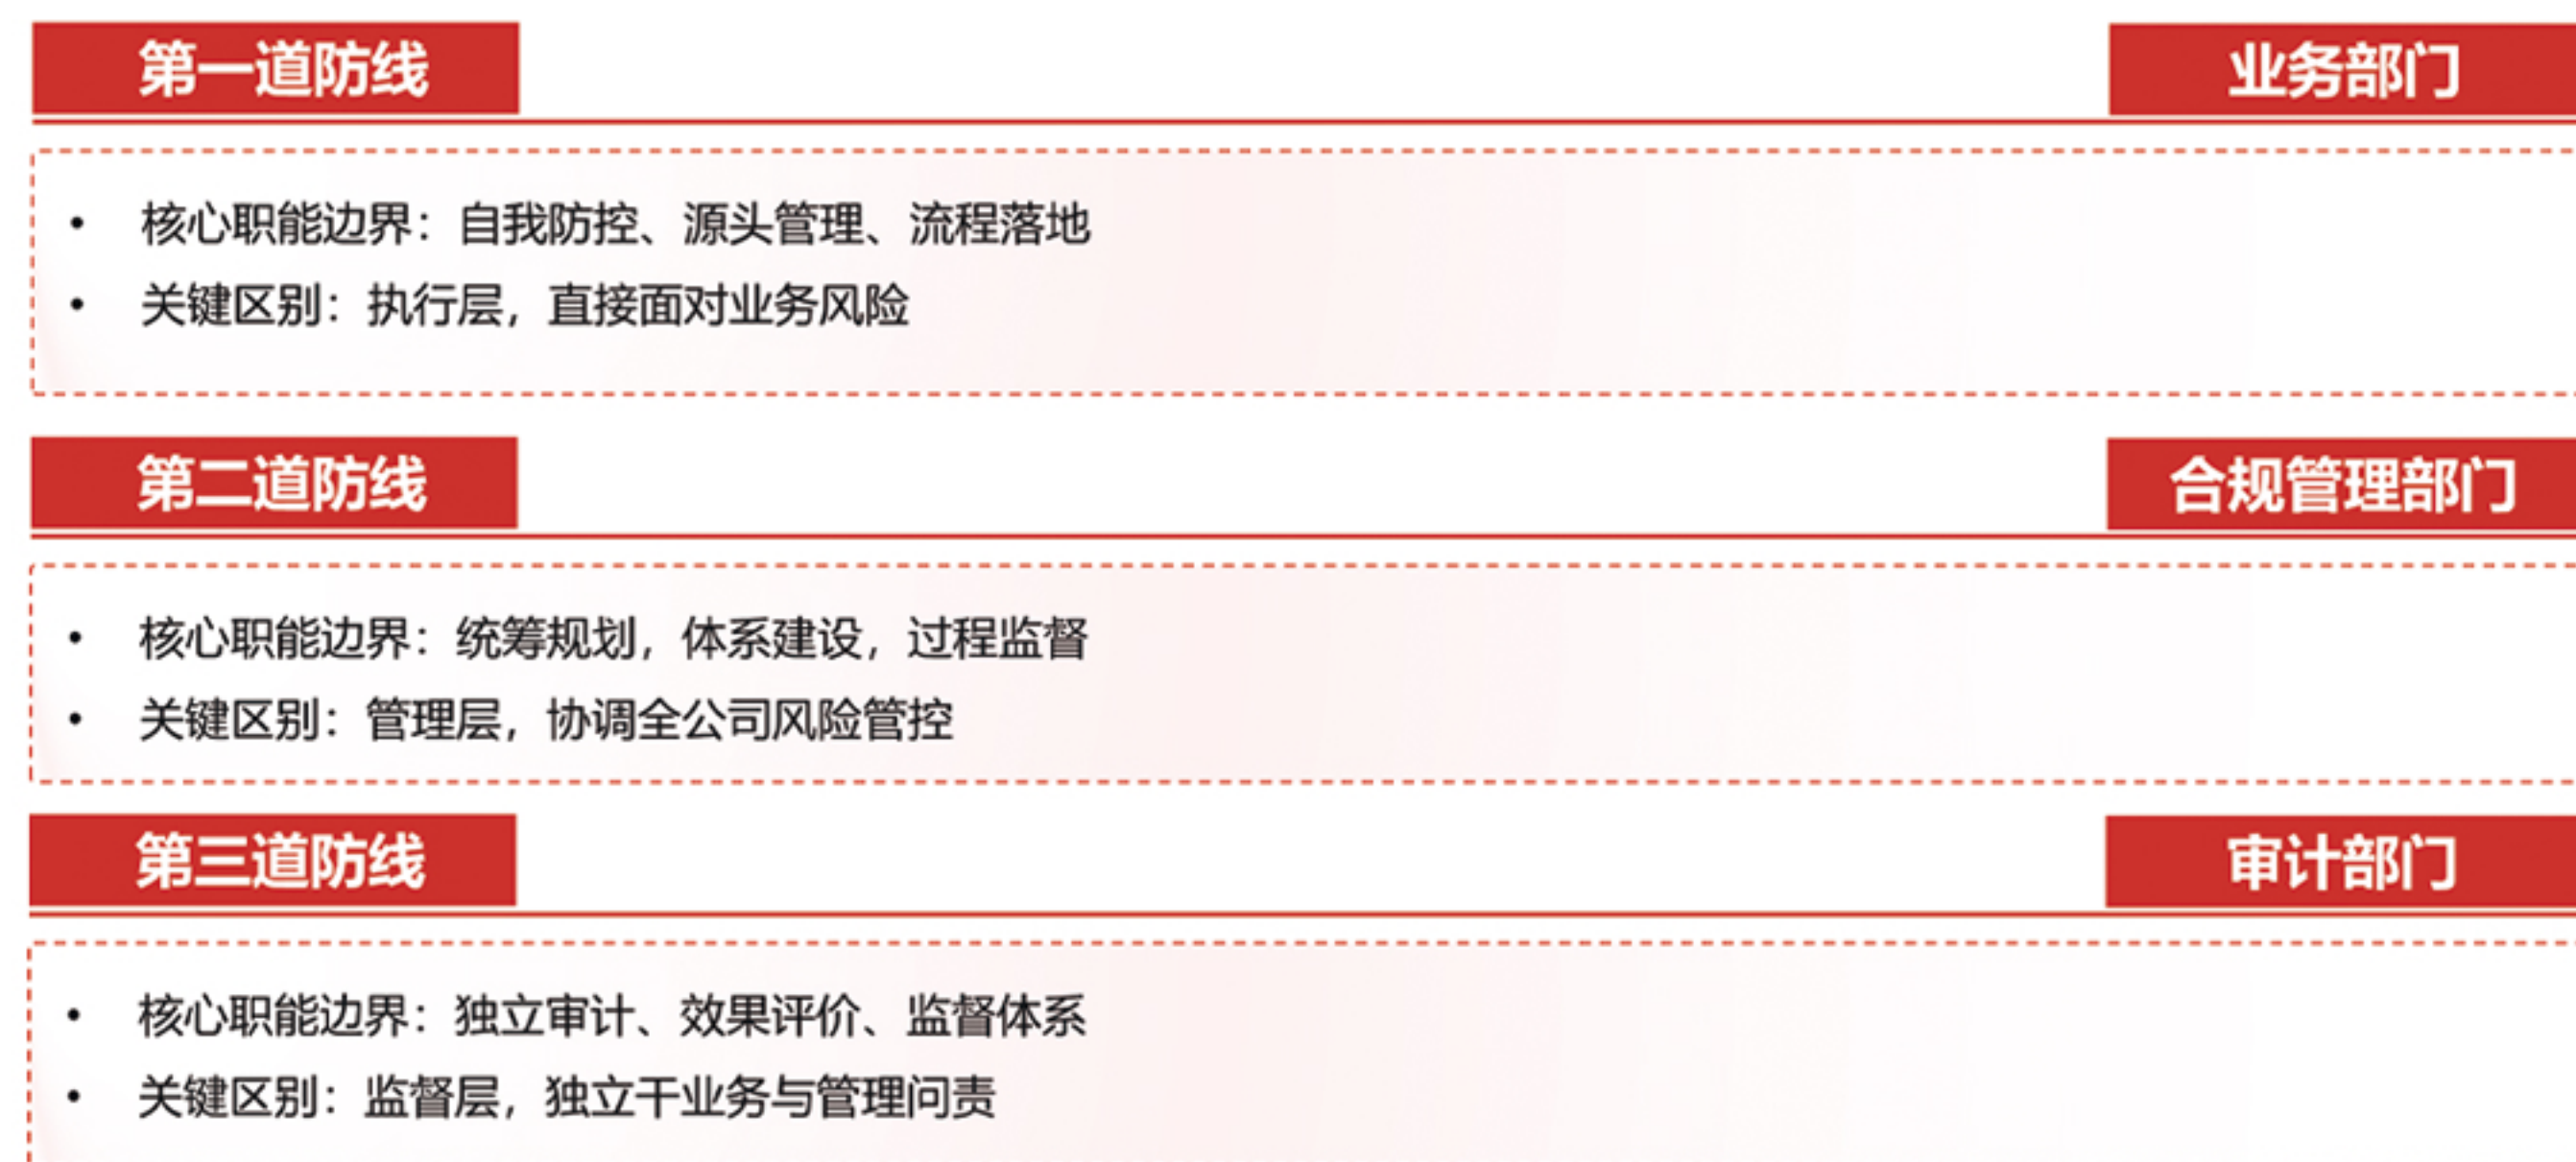 第一道防线
业务部门
• 核心职能边界：自我防控、源头管理、流程落地
• 关键区别：执行层，直接面对业务风险
第二道防线
合规管理部门
• 核心职能边界：统筹规划，体系建设，过程监督
• 关键区别：管理层，协调全公司风险管控
第三道防线
审计部门
• 核心职能边界：独立审计、效果评价、监督体系
• 关键区别：监督层，独立干业务与管理问责